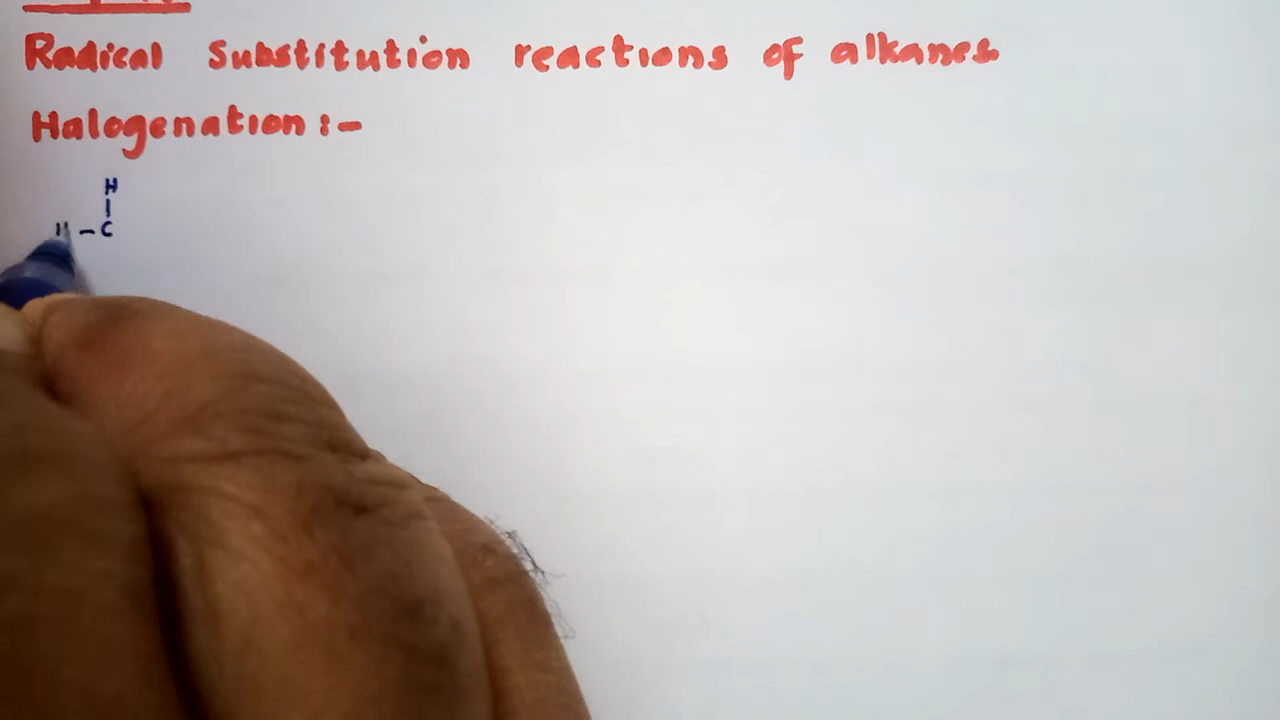 Radical Substitution reactions of alkanes
Halogenation :-
H
|
H - C